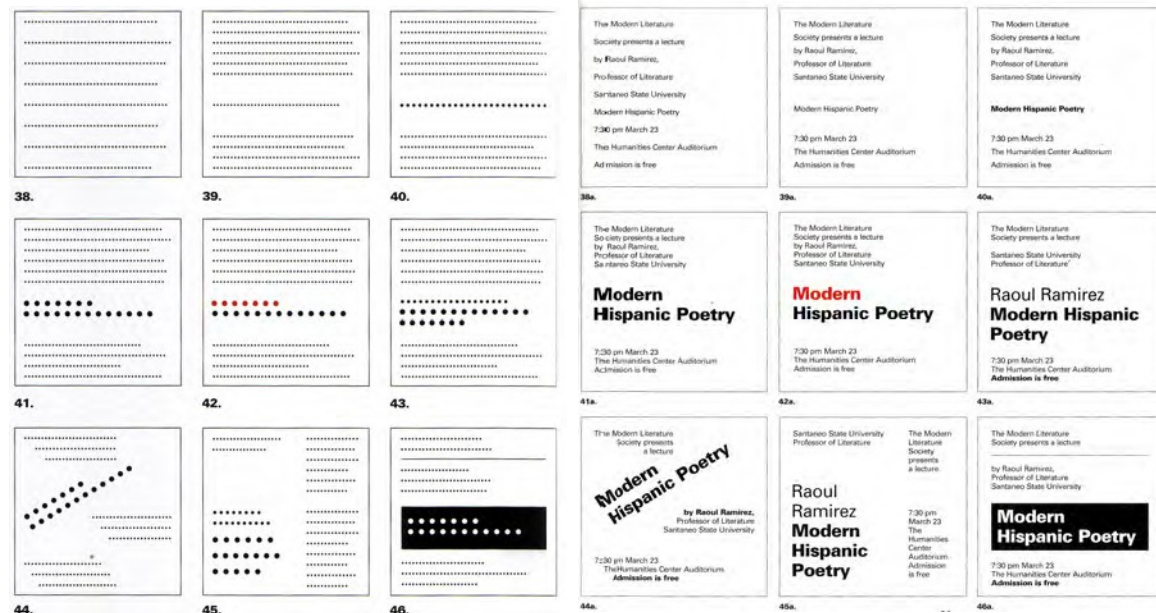 38.
39.
40.
41.
42.
43.
44.
45.
46.
The Modern Literature
Society presents a lecture
by Raoul Ramirez,
Professor of Literature
Santaneo State University
Modern Hispanic Poetry
7:30 pm March 23
The Humanities Center Auditorium
Admission is free
38a.
The Modern Literature
Society presents a lecture
by Raoul Ramirez,
Professor of Literature
Santaneo State University
Modern Hispanic Poetry
7:30 pm March 23
The Humanities Center Auditorium
Admission is free
39a.
The Modern Literature
Society presents a lecture
by Raoul Ramirez,
Professor of Literature
Santaneo State University
Modern Hispanic Poetry
7:30 pm March 23
The Humanities Center Auditorium
Admission is free
40a.
The Modern Literature
Society presents a lecture
by Raoul Ramirez,
Professor of Literature
Santaneo State University
Modern
Hispanic Poetry
7:30 pm March 23
The Humanities Center Auditorium
Admission is free
41a.
The Modern Literature
Society presents a lecture
by Raoul Ramirez,
Professor of Literature
Santaneo State University
Modern
Hispanic Poetry
7:30 pm March 23
The Humanities Center Auditorium
Admission is free
42a.
The Modern Literature
Society presents a lecture
Santaneo State University
Professor of Literature
Raoul Ramirez
Modern Hispanic
Poetry
7:30 pm March 23
The Humanities Center Auditorium
Admission is free
43a.
The Modern Literature
Society presents
a lecture
Modern
Hispanic Poetry
by Raoul Ramirez,
Professor of Literature
Santaneo State University
7:30 pm March 23
The Humanities Center Auditorium
Admission is free
44a.
Santaneo State University
Professor of Literature
Raoul
Ramirez
Modern
Hispanic
Poetry
The Modern
Literature
Society
presents
a lecture
7:30 pm
March 23
The
Humanities
Center
Auditorium
Admission
is free
45a.
The Modern Literature
Society presents a lecture
by Raoul Ramirez,
Professor of Literature
Santaneo State University
Modern
Hispanic Poetry
7:30 pm March 23
The Humanities Center Auditorium
Admission is free
46a.